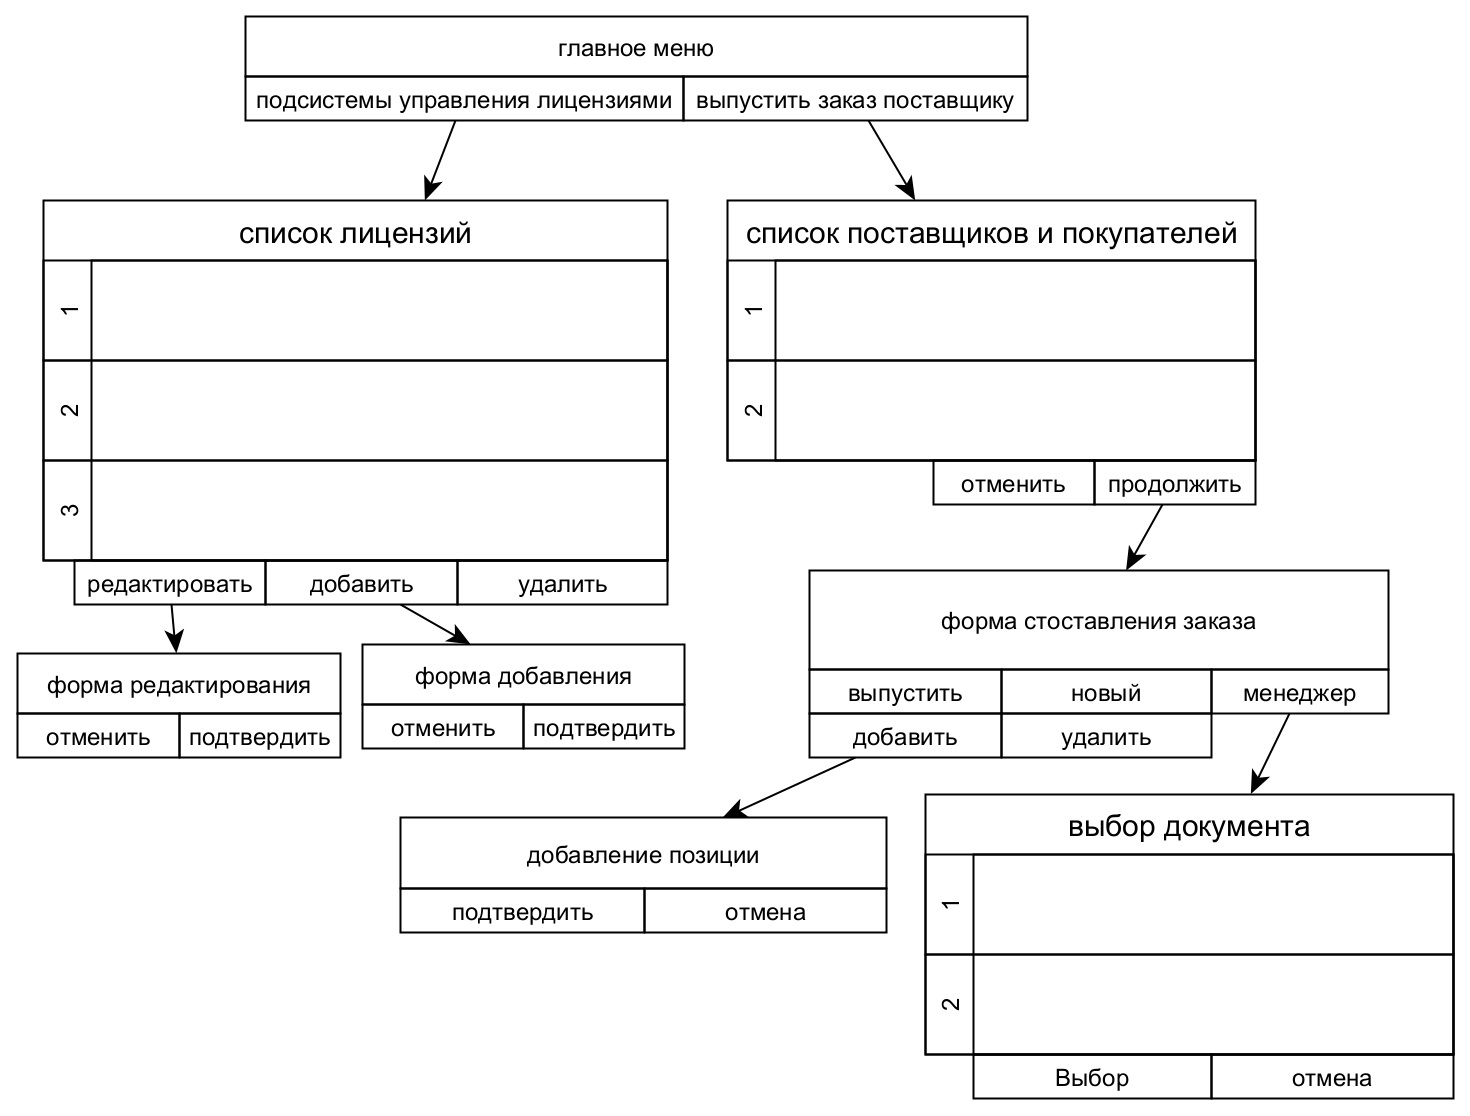 главное меню
подсистемы управления лицензиями
выпустить заказ поставщику
список лицензий
1
2
3
редактировать
добавить
удалить
форма редактирования
отменить
подтвердить
форма добавления
отменить
подтвердить
список поставщиков и покупателей
1
2
отменить
продолжить
форма стоставления заказа
выпустить
новый
менеджер
добавить
удалить
добавление позиции
подтвердить
отмена
выбор документа
1
2
Выбор
отмена